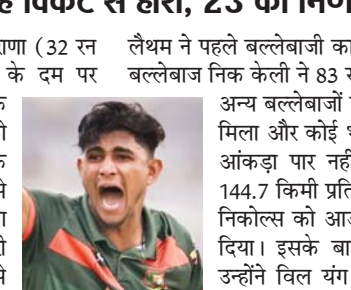 विकेट से हारी, 23 को
राणा (32 रन
के दम पर
लैथम ने पहले बल्लेबाजी का
बल्लेबाज निक केली ने 83 र
अन्य बल्लेबाजों
मिला और कोई
आंकड़ा पार नहीं
144.7 किमी प्रति
निकोल्स को आउ
दिया। इसके बा
उन्होंने विल यंग